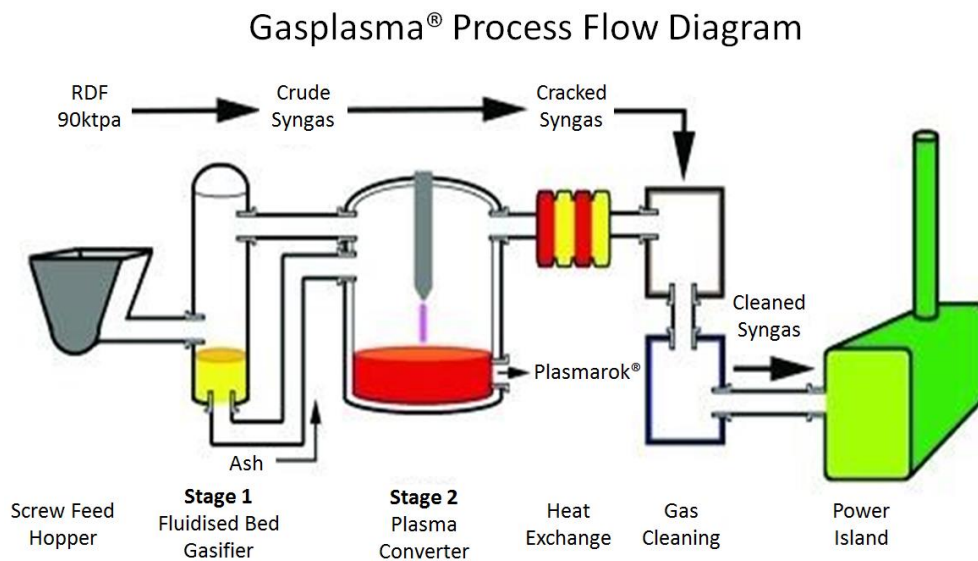 Gasplasma® Process Flow Diagram
RDF
90ktpa
Crude
Syngas
Cracked
Syngas
Cleaned
Syngas
Plasmarok®
Ash
Screw Feed
Hopper
Stage 1
Fluidised Bed
Gasifier
Stage 2
Plasma
Converter
Heat
Exchange
Gas
Cleaning
Power
Island